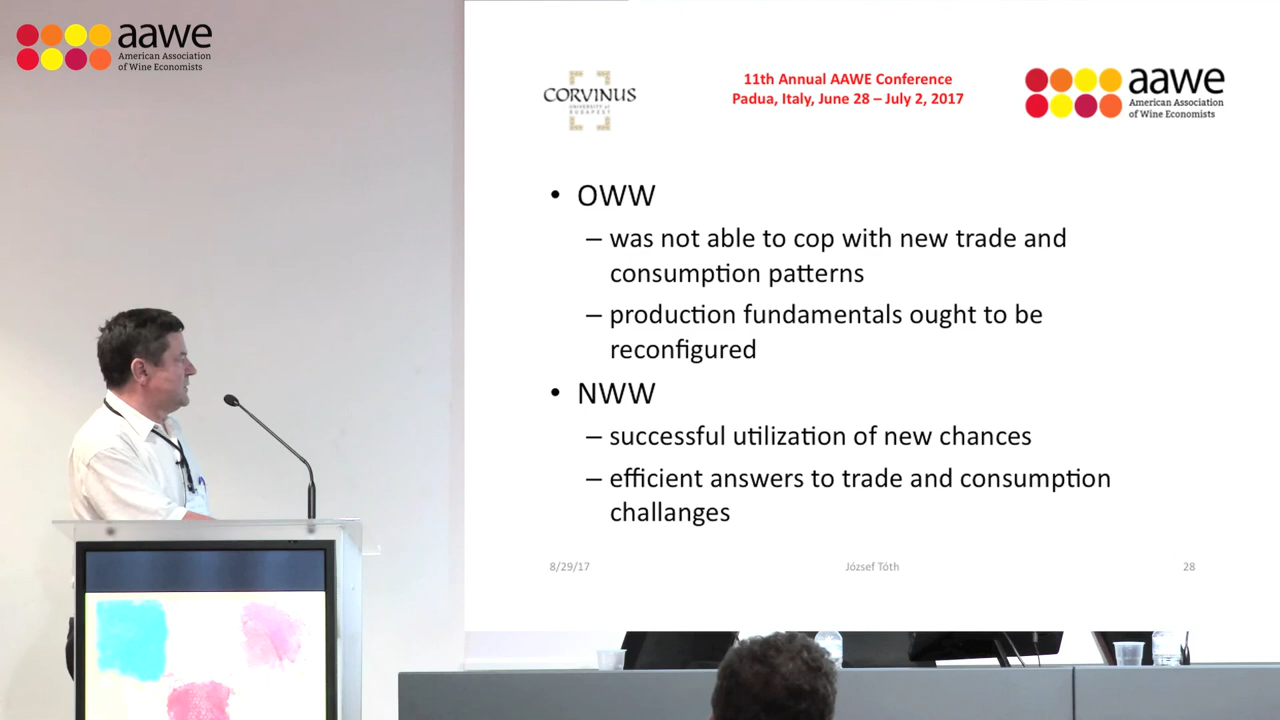 aawe
American Association
of Wine Economists
CORVINUS
UNIVERSITY of
BUDAPEST
11th Annual AAWE Conference
Padua, Italy, June 28 – July 2, 2017
aawe
American Association
of Wine Economists
• OWW
– was not able to cop with new trade and
consumption patterns
– production fundamentals ought to be
reconfigured
• NWW
– successful utilization of new chances
– efficient answers to trade and consumption
challanges
8/29/17
József Tóth
28